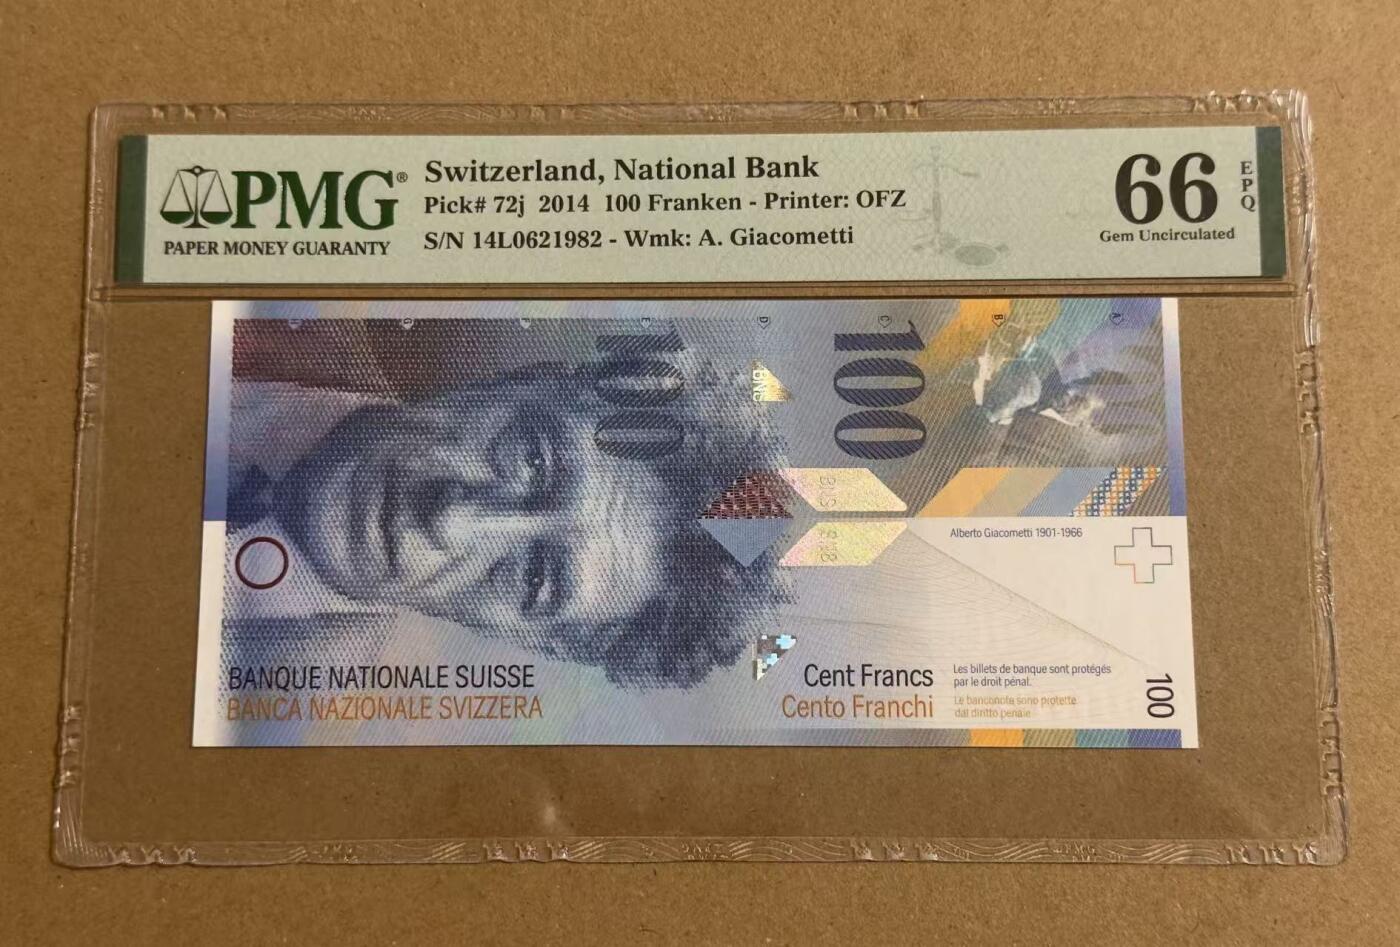 PMG®
PAPER MONEY GUARANTY
Switzerland, National Bank
Pick# 72j 2014 100 Franken - Printer: OFZ
S/N 14L0621982 - Wmk: A. Giacometti
66
EPQ
Gem Uncirculated
G
F
E
D
C
B
A
100
100
BNS
BNS
Alberto Giacometti 1901-1966
BANQUE NATIONALE SUISSE
BANCA NAZIONALE SVIZZERA
Cent Francs
Cento Franchi
Les billets de banque sont protégés
par le droit pénal.
Le banconote sono protette
dal diritto penale.
100